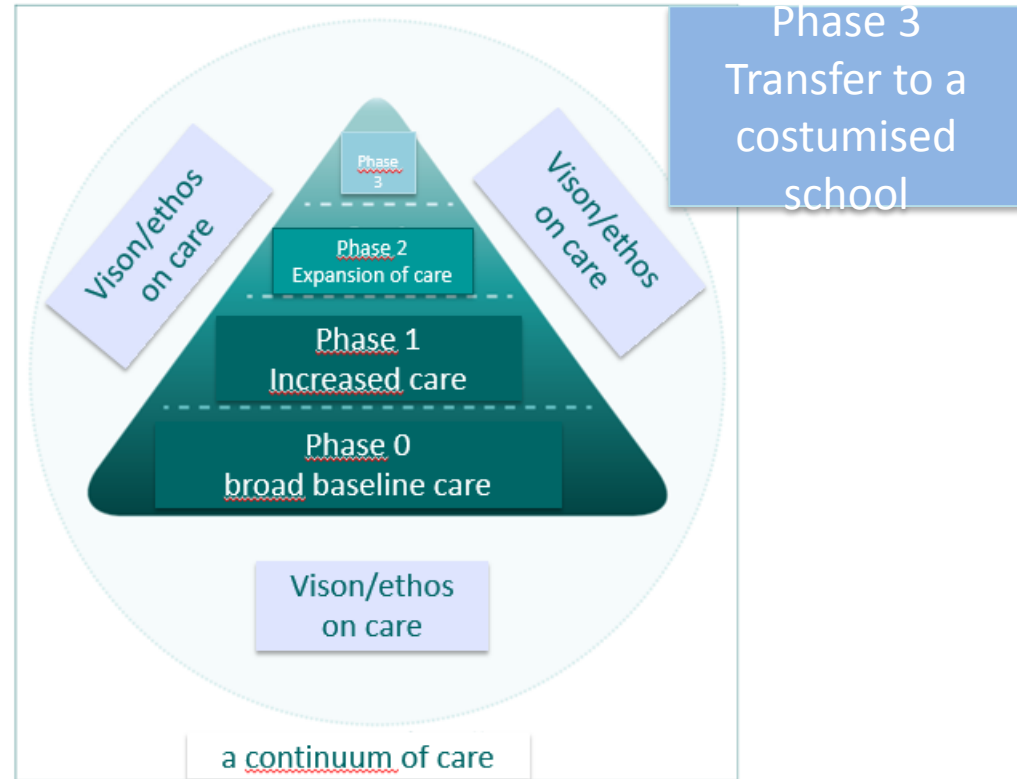 Phase 3
Transfer to a
costumised
school
Vison/ethos
on care
Vison/ethos
on care
Phase
3
Phase 2
Expansion of care
Phase 1
Increased care
Phase 0
broad baseline care
Vison/ethos
on care
a continuum of care